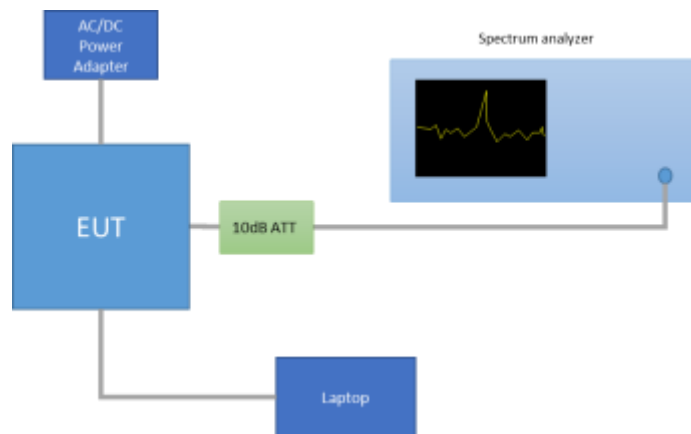 AC/DC
Power
Adapter
Spectrum analyzer
EUT
10dB ATT
Laptop